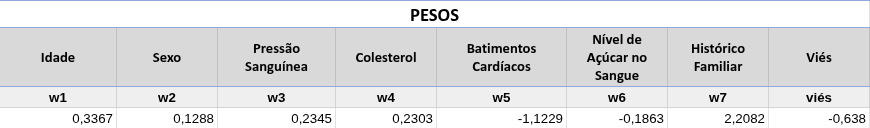 PESOS
Idade Sexo Pressão Sanguínea Colesterol Batimentos Cardíacos Nível de Açúcar no Sangue Histórico Familiar Viés
w1 w2 w3 w4 w5 w6 w7 viés
0,3367 0,1288 0,2345 0,2303 -1,1229 -0,1863 2,2082 -0,638